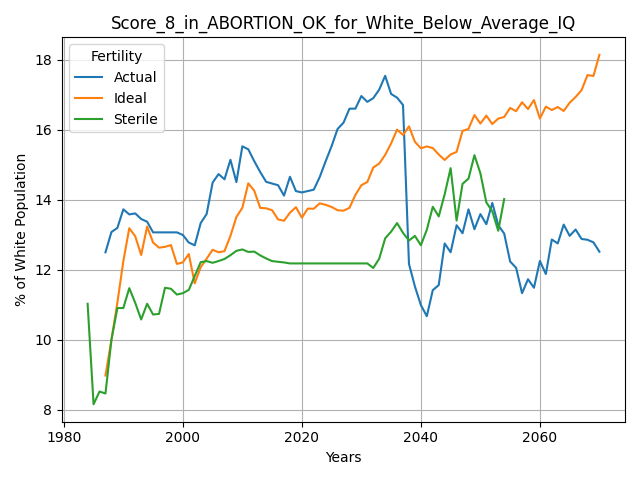 Score_8_in_ABORTION_OK_for_White_Below_Average_IQ
Fertility
Actual
Ideal
Sterile
% of White Population
18
16
14
12
10
8
1980 2000 2020 2040 2060
Years